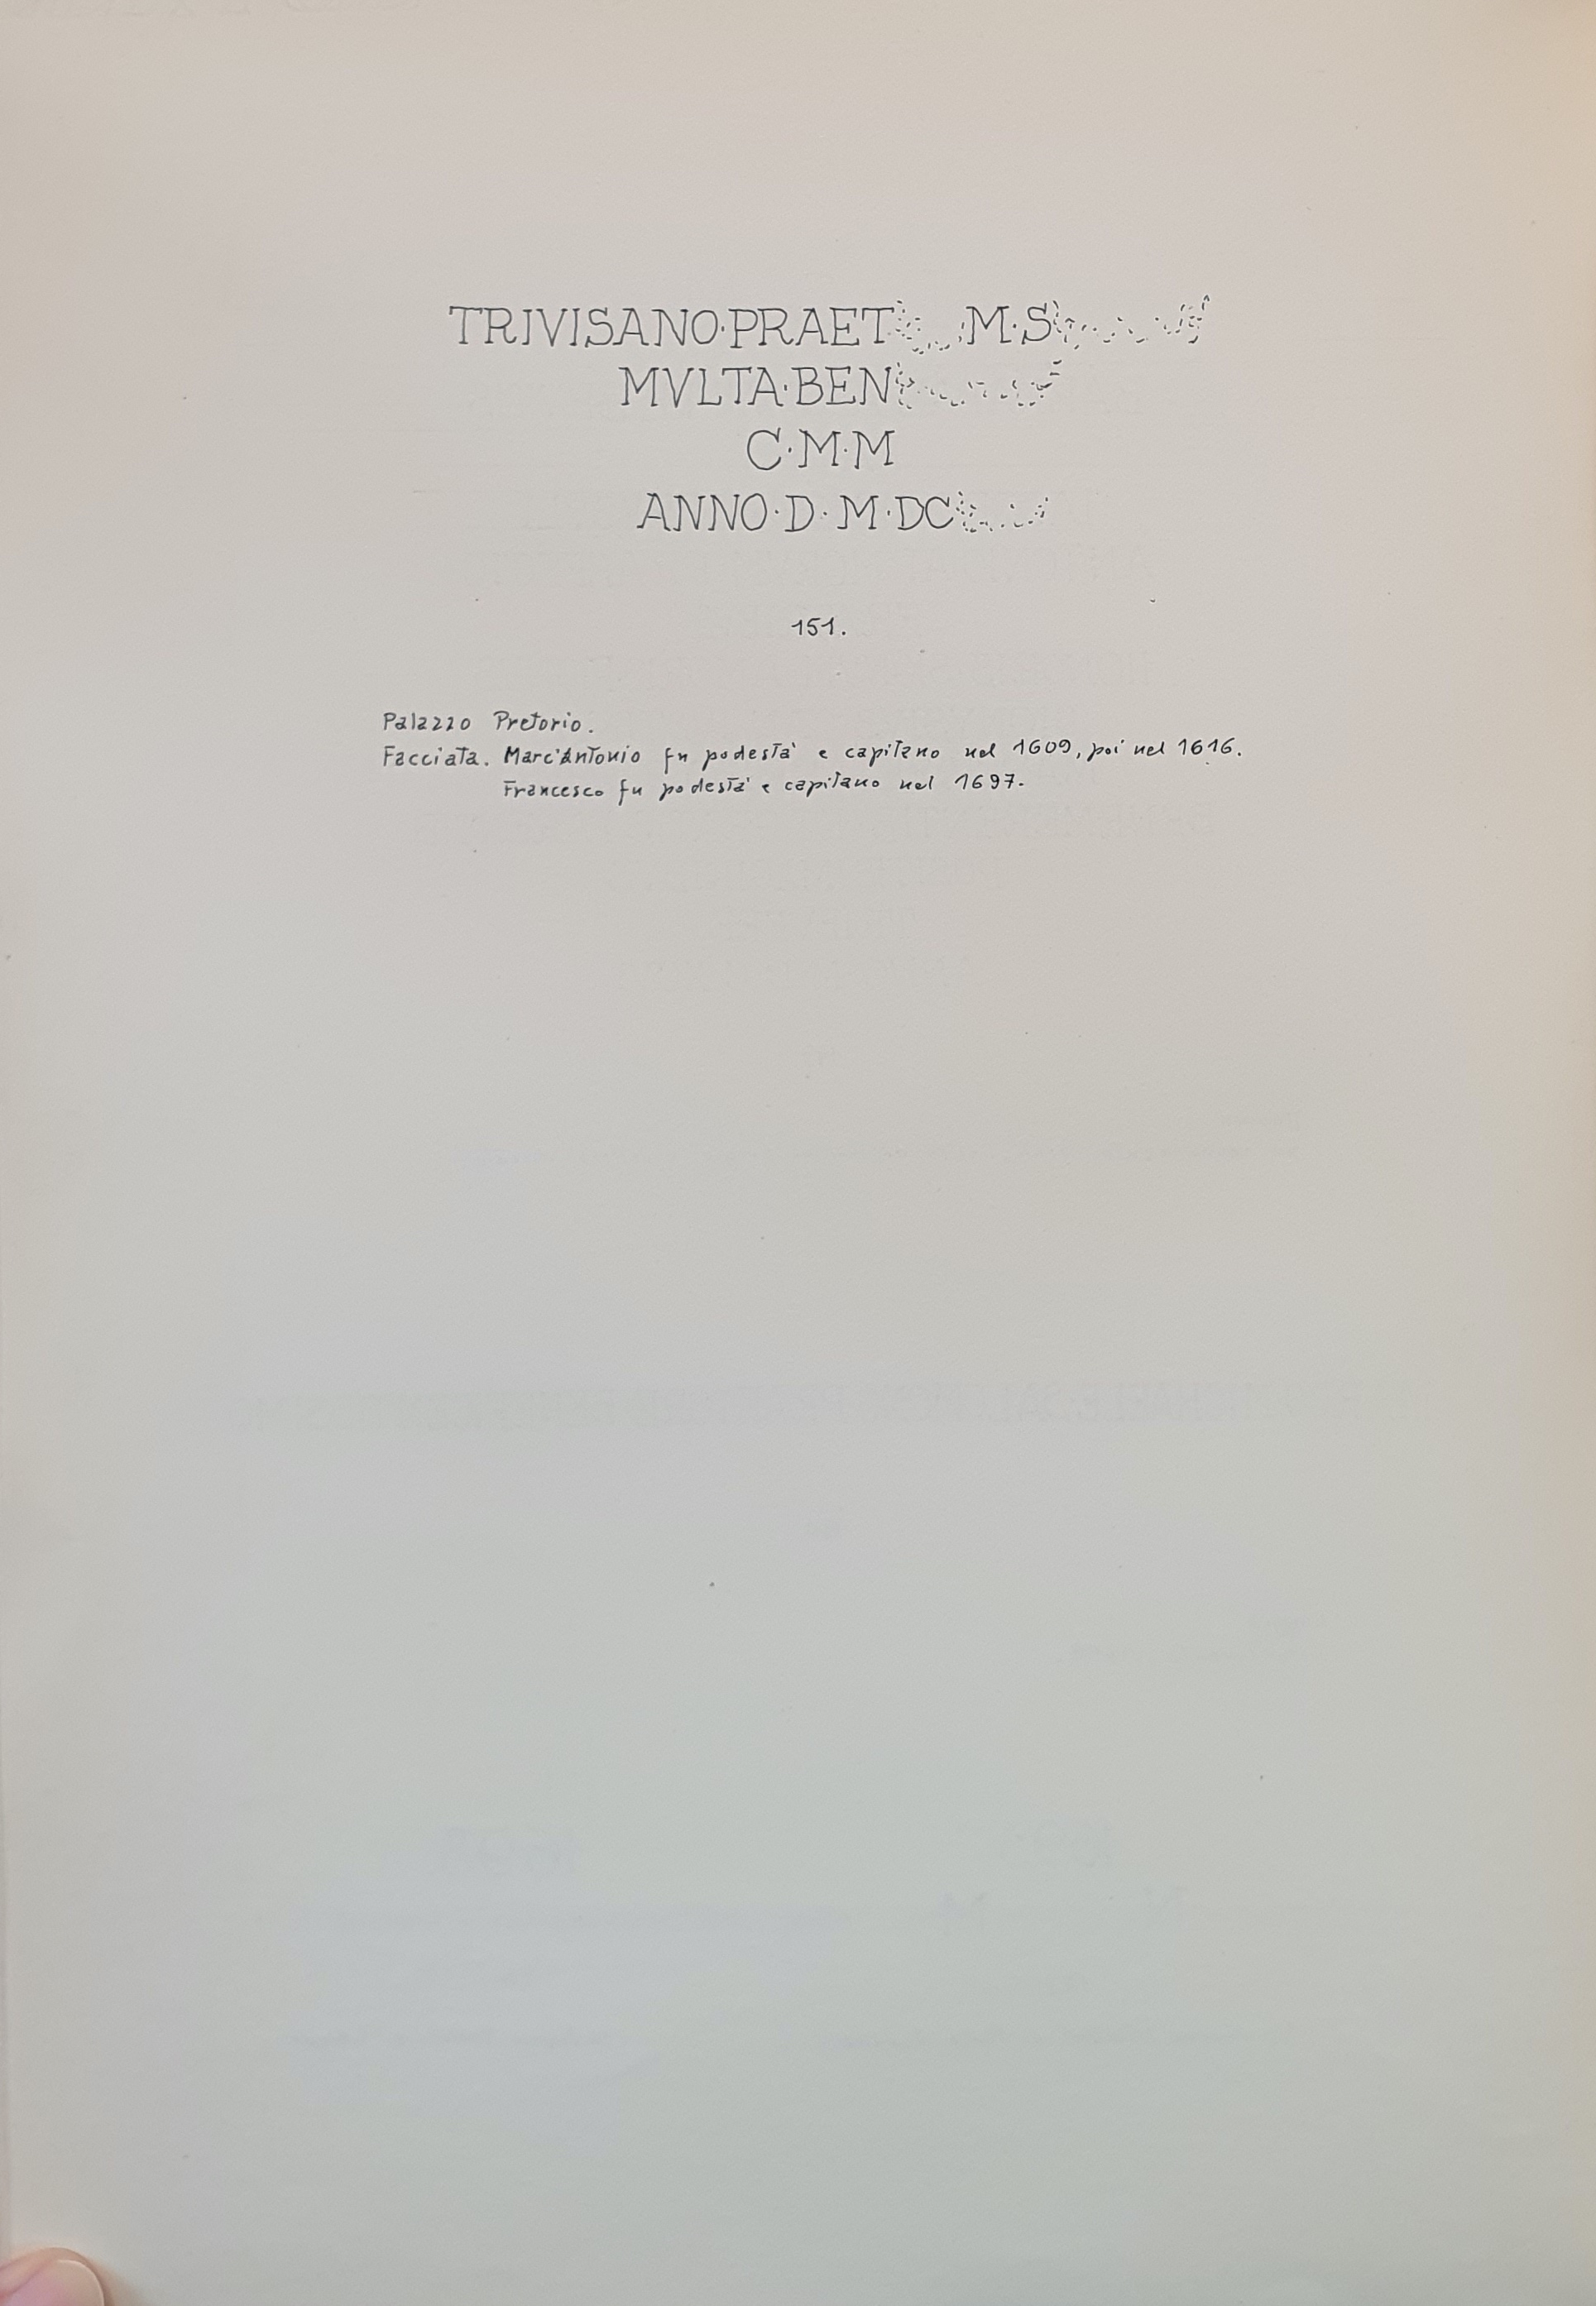 TRIVISANO·PRAET M·S
MVLTA·BEN
C·M·M
ANNO·D·M·DC
151.
Palazzo Pretorio.
Facciata. Marc'Antonio fu podestà e capitano nel 1609, poi nel 1616.
Francesco fu podestà e capitano nel 1697.